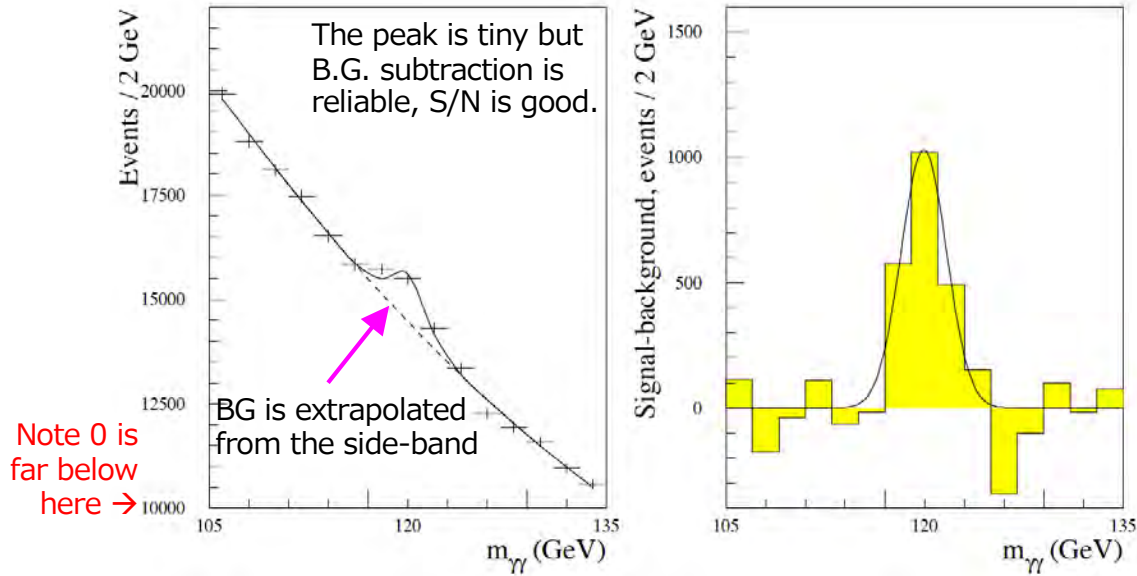 The peak is tiny but
B.G. subtraction is
reliable, S/N is good.
Events / 2 GeV
20000
17500
15000
12500
10000
BG is extrapolated
from the side-band
Note 0 is
far below
here →
105
120
135
mγγ (GeV)
Signal-background, events / 2 GeV
1500
1000
500
0
105
120
135
mγγ (GeV)